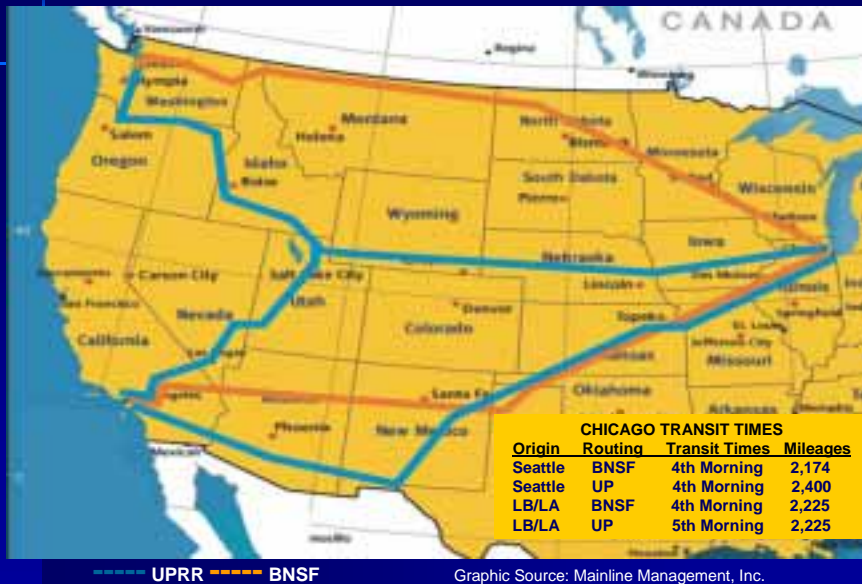 CANADA
Regina
Olympia
Washington
Salem
Oregon
Montana
Helena
Idaho
Boise
North Dakota
South Dakota
Pierre
Minnesota
Wisconsin
Wyoming
Nebraska
Lincoln
Iowa
Des Moines
Illinois
Springfield
Salt Lake City
Utah
Sacramento
Carson City
San Francisco
Nevada
California
Denver
Colorado
Topeka
Jefferson City
Missouri
Oklahoma
Arkansas
Santa Fe
New Mexico
Phoenix
Mexicali
CHICAGO TRANSIT TIMES
Origin Routing Transit Times Mileages
Seattle BNSF 4th Morning 2,174
Seattle UP 4th Morning 2,400
LB/LA BNSF 4th Morning 2,225
LB/LA UP 5th Morning 2,225
UPRR BNSF
Graphic Source: Mainline Management, Inc.